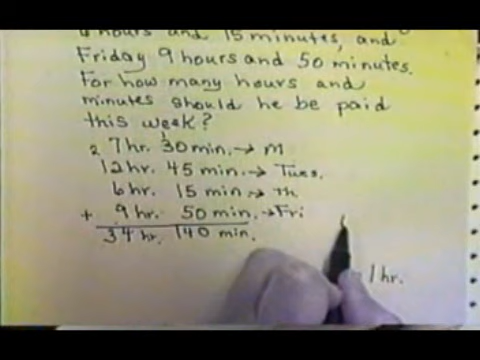 6 hours and 15 minutes, and
Friday 9 hours and 50 minutes.
For how many hours and
minutes should he be paid
this week?
2 1
7 hr. 30 min. → M
12 hr. 45 min. → Tues.
6 hr. 15 min → Th
+ 9 hr. 50 min. → Fri
34 hr. 140 min.
1 hr.